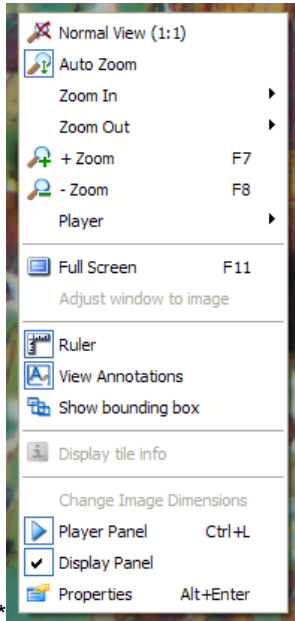 Normal View (1:1)
Auto Zoom
Zoom In
Zoom Out
+ Zoom F7
- Zoom F8
Player
Full Screen F11
Adjust window to image
Ruler
View Annotations
Show bounding box
Display tile info
Change Image Dimensions
Player Panel Ctrl+L
Display Panel
* Properties Alt+Enter